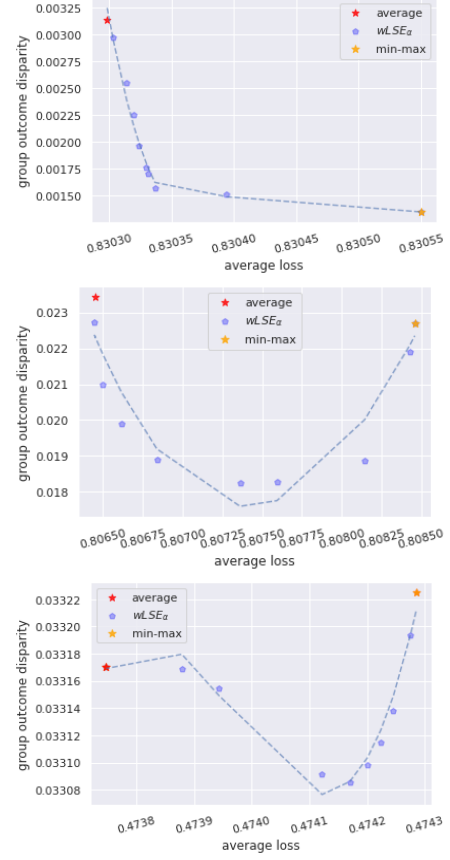 0.00325
0.00300
0.00275
0.00250
0.00225
0.00200
0.00175
0.00150
group outcome disparity
average
wLSEα
min-max
0.83030
0.83035
0.83040
0.83045
0.83050
0.83055
average loss
0.023
0.022
0.021
0.020
0.019
0.018
group outcome disparity
average
wLSEα
min-max
0.80650
0.80675
0.80700
0.80725
0.80750
0.80775
0.80800
0.80825
0.80850
average loss
0.03322
0.03320
0.03318
0.03316
0.03314
0.03312
0.03310
0.03308
group outcome disparity
average
wLSEα
min-max
0.4738
0.4739
0.4740
0.4741
0.4742
0.4743
average loss